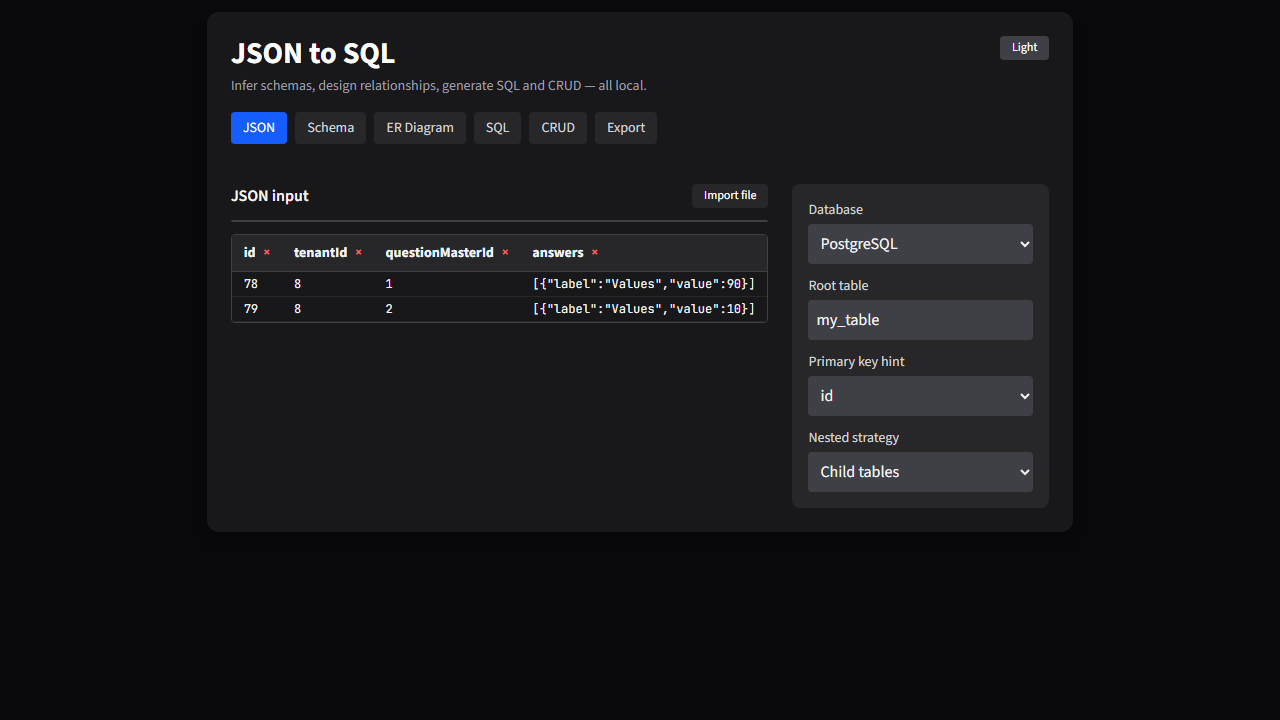 JSON to SQL
Light
Infer schemas, design relationships, generate SQL and CRUD — all local.
JSON Schema ER Diagram SQL CRUD Export
JSON input
Import file
id × tenantId × questionMasterId × answers ×
78 8 1 [{"label":"Values","value":90}]
79 8 2 [{"label":"Values","value":10}]
Database
PostgreSQL
Root table
my_table
Primary key hint
id
Nested strategy
Child tables